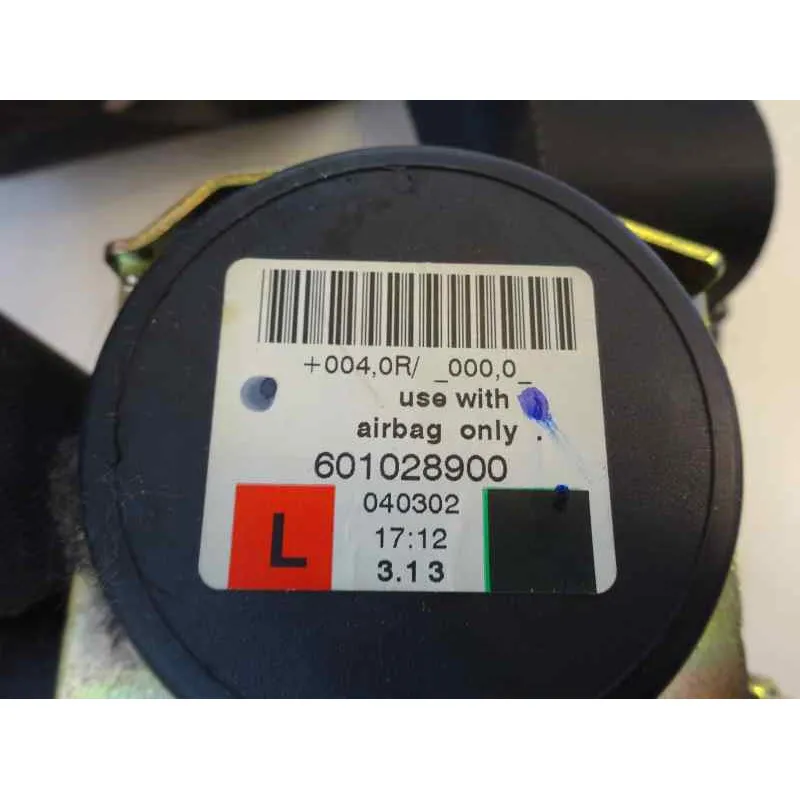 +004,0R/ _000,0_
use with
airbag only .
601028900
040302
L
17:12
3.13